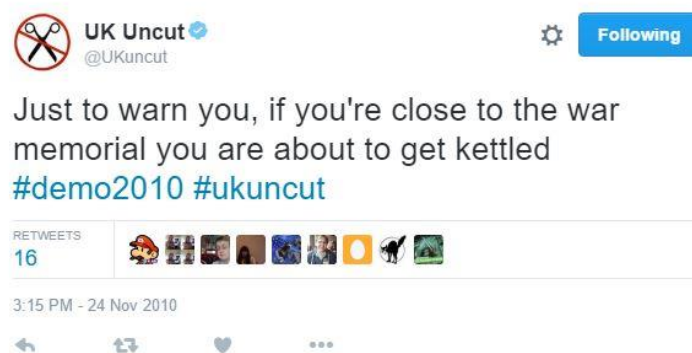 UK Uncut
@UKuncut
Following
Just to warn you, if you're close to the war
memorial you are about to get kettled
#demo2010 #ukuncut
RETWEETS
16
3:15 PM - 24 Nov 2010